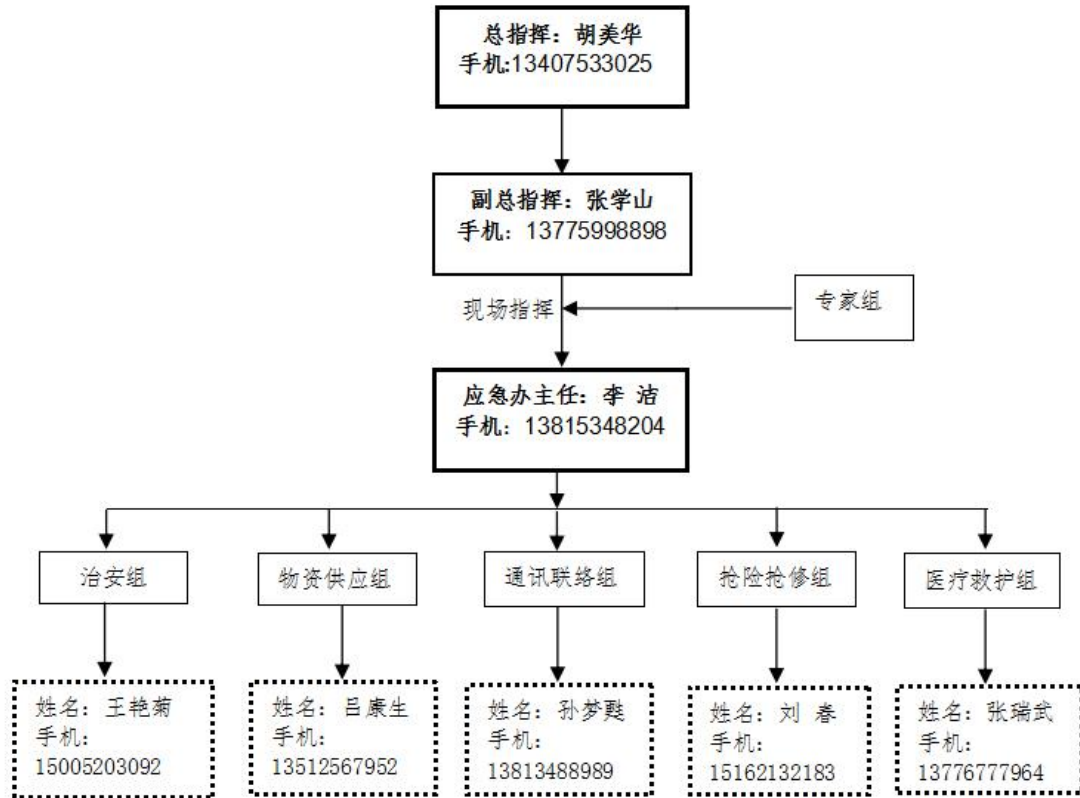 总指挥：胡美华
手机:13407533025
副总指挥：张学山
手机：13775998898
现场指挥
专家组
应急办主任：李 洁
手机：13815348204
治安组
物资供应组
通讯联络组
抢险抢修组
医疗救护组
姓名：王艳菊
手机：
15005203092
姓名：吕康生
手机：
13512567952
姓名：孙梦甦
手机：
13813488989
姓名：刘 春
手机：
15162132183
姓名：张瑞武
手机：
13776777964